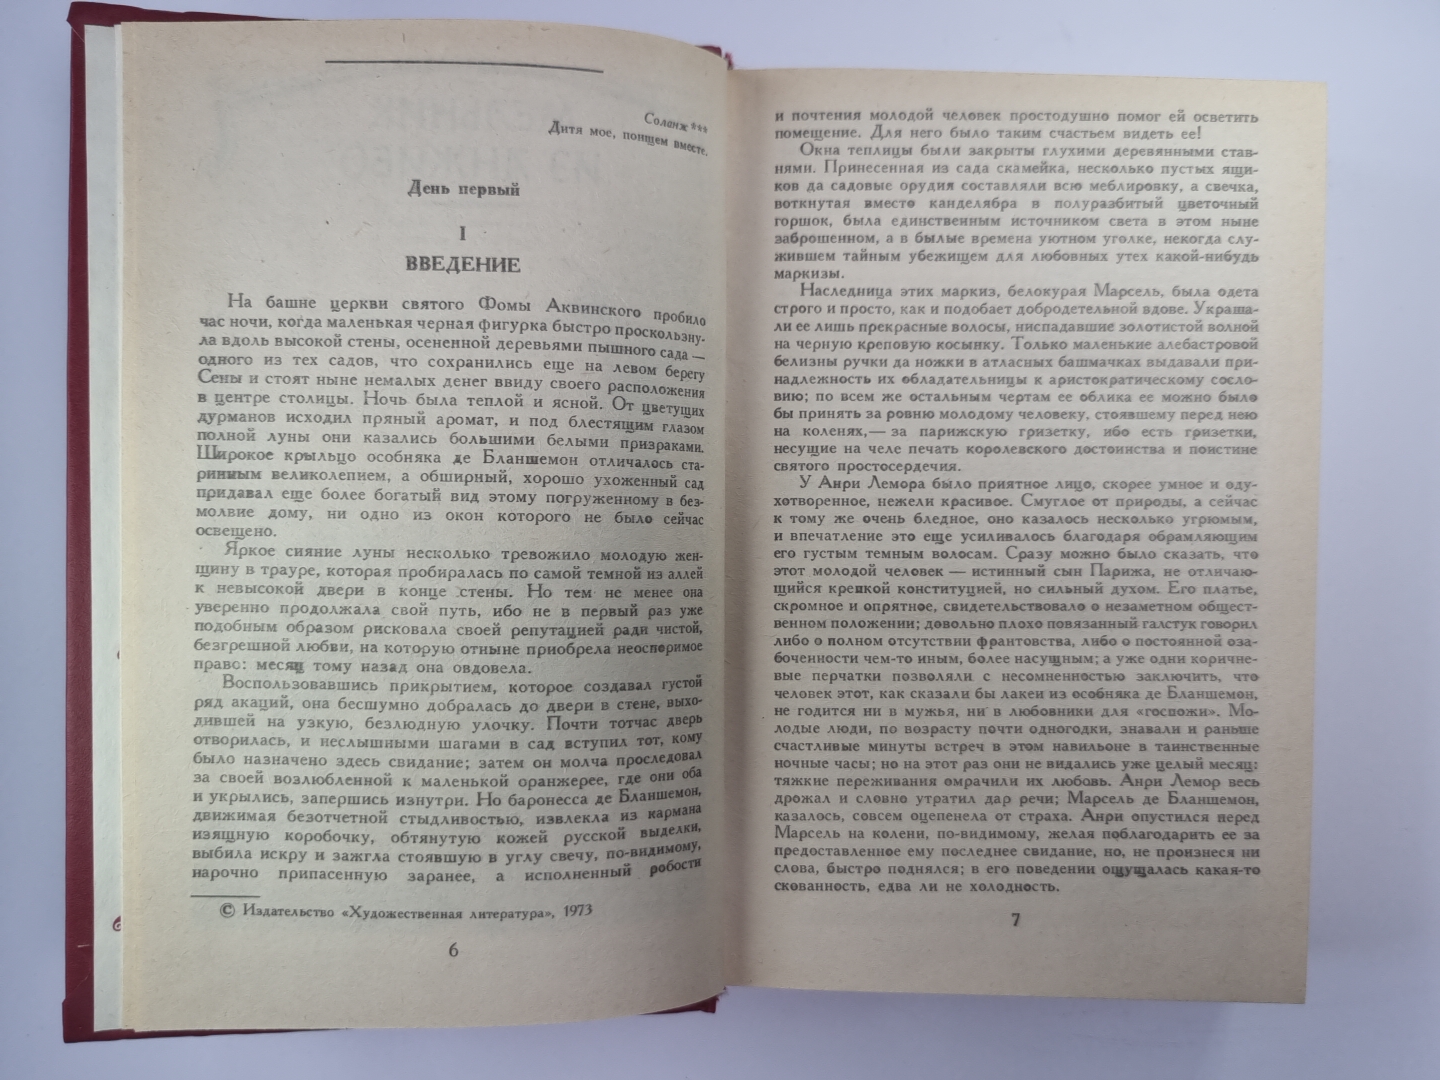 Соланж ***
Дитя мое, поищем вместе.
День первый
I
ВВЕДЕНИЕ
На башне церкви святого Фомы Аквинского пробило
час ночи, когда маленькая черная фигурка быстро проскользну-
ла вдоль высокой стены, осененной деревьями пышного сада —
одного из тех садов, что сохранились еще на левом берегу
Сены и стоят ныне немалых денег ввиду своего расположения
в центре столицы. Ночь была теплой и ясной. От цветущих
дурманов исходил пряный аромат, и под блестящим глазом
полной луны они казались большими белыми призраками.
Широкое крыльцо особняка де Бланшемон отличалось ста-
ринным великолепием, а обширный, хорошо ухоженный сад
придавал еще более богатый вид этому погруженному в без-
молвие дому, ни одно из окон которого не было сейчас
освещено.
Яркое сияние луны несколько тревожило молодую жен-
щину в трауре, которая пробиралась по самой темной из аллей
к невысокой двери в конце стены. Но тем не менее она
уверенно продолжала свой путь, ибо не в первый раз уже
подобным образом рисковала своей репутацией ради чистой,
безгрешной любви, на которую отныне приобрела неоспоримое
право: месяц тому назад она овдовела.
Воспользовавшись прикрытием, которое создавал густой
ряд акаций, она бесшумно добралась до двери в стене, выхо-
дившей на узкую, безлюдную улочку. Почти тотчас дверь
отворилась, и неслышными шагами в сад вступил тот, кому
было назначено здесь свидание; затем он молча проследовал
за своей возлюбленной к маленькой оранжерее, где они оба
и укрылись, запершись изнутри. Но баронесса де Бланшемон,
движимая безотчетной стыдливостью, извлекла из кармана
изящную коробочку, обтянутую кожей русской выделки,
выбила искру и зажгла стоявшую в углу свечу, по-видимому,
нарочно припасенную заранее, а исполненный робости
© Издательство «Художественная литература», 1973
6
и почтения молодой человек простодушно помог ей осветить
помещение. Для него было таким счастьем видеть ее!
Окна теплицы были закрыты глухими деревянными став-
нями. Принесенная из сада скамейка, несколько пустых ящи-
ков да садовые орудия составляли всю меблировку, а свечка,
воткнутая вместо канделябра в полуразбитый цветочный
горшок, была единственным источником света в этом ныне
заброшенном, а в былые времена уютном уголке, некогда слу-
жившем тайным убежищем для любовных утех какой-нибудь
маркизы.
Наследница этих маркиз, белокурая Марсель, была одета
строго и просто, как и подобает добродетельной вдове. Украша-
ли ее лишь прекрасные волосы, ниспадавшие золотистой волной
на черную креповую косынку. Только маленькие алебастровой
белизны ручки да ножки в атласных башмачках выдавали при-
надлежность их обладательницы к аристократическому сосло-
вию; по всем же остальным чертам ее облика ее можно было
бы принять за ровню молодому человеку, стоявшему перед нею
на коленях,— за парижскую гризетку, ибо есть гризетки,
несущие на челе печать королевского достоинства и поистине
святого простосердечия.
У Анри Лемора было приятное лицо, скорее умное и оду-
хотворенное, нежели красивое. Смуглое от природы, а сейчас
к тому же очень бледное, оно казалось несколько угрюмым,
и впечатление это еще усиливалось благодаря обрамляющим
его густым темным волосам. Сразу можно было сказать, что
этот молодой человек — истинный сын Парижа, не отличаю-
щийся крепкой конституцией, но сильный духом. Его платье,
скромное и опрятное, свидетельствовало о незаметном общест-
венном положении; довольно плохо повязанный галстук говорил
либо о полном отсутствии франтовства, либо о постоянной оза-
боченности чем-то иным, более насущным; а уже одни коричне-
вые перчатки позволяли с несомненностью заключить, что
человек этот, как сказали бы лакеи из особняка де Бланшемон,
не годится ни в мужья, ни в любовники для «госпожи». Мо-
лодые люди, по возрасту почти одногодки, знавали и раньше
счастливые минуты встреч в этом павильоне в таинственные
ночные часы; но на этот раз они не видались уже целый месяц;
тяжкие переживания омрачили их любовь. Анри Лемор весь
дрожал и словно утратил дар речи; Марсель де Бланшемон,
казалось, совсем оцепенела от страха. Анри опустился перед
Марсель на колени, по-видимому, желая поблагодарить ее за
предоставленное ему последнее свидание, но, не произнеся ни
слова, быстро поднялся; в его поведении ощущалась какая-то
скованность, едва ли не холодность.
7